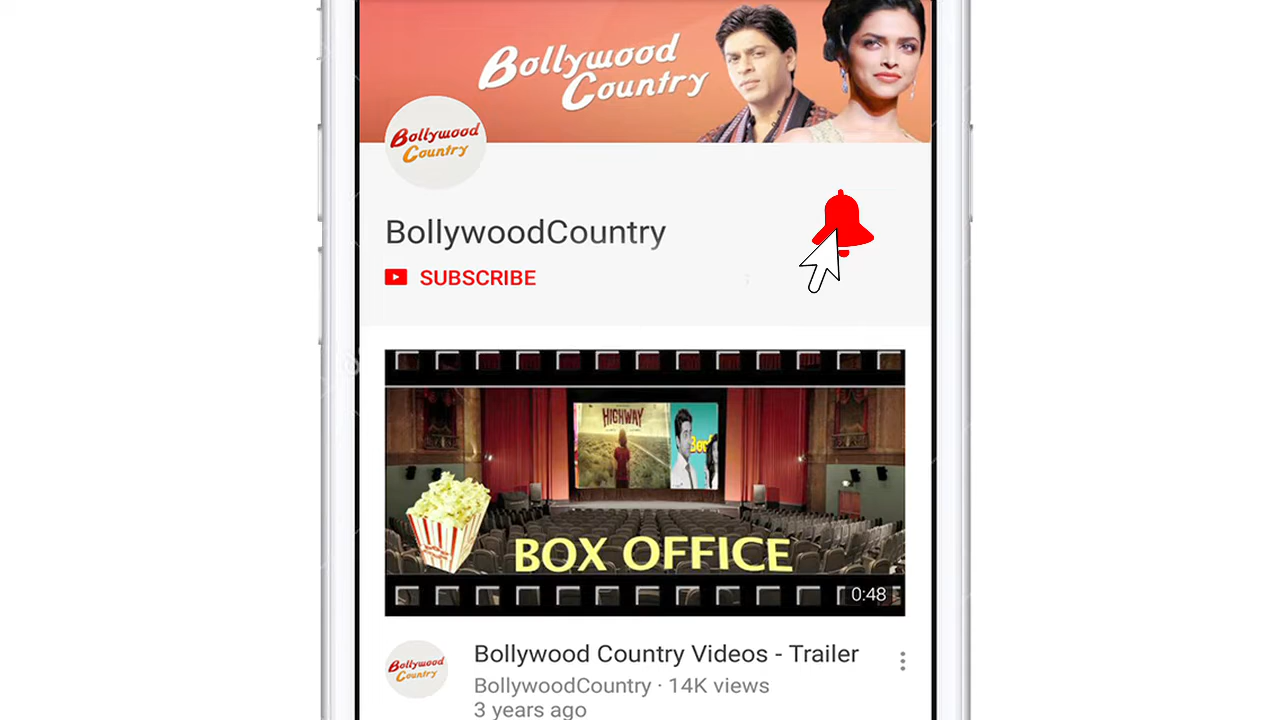 Bollywood
Country
Bollywood
Country
BollywoodCountry
SUBSCRIBE
HIGHWAY
BOX OFFICE
0:48
Bollywood
Country
Bollywood Country Videos - Trailer
BollywoodCountry · 14K views
3 years ago